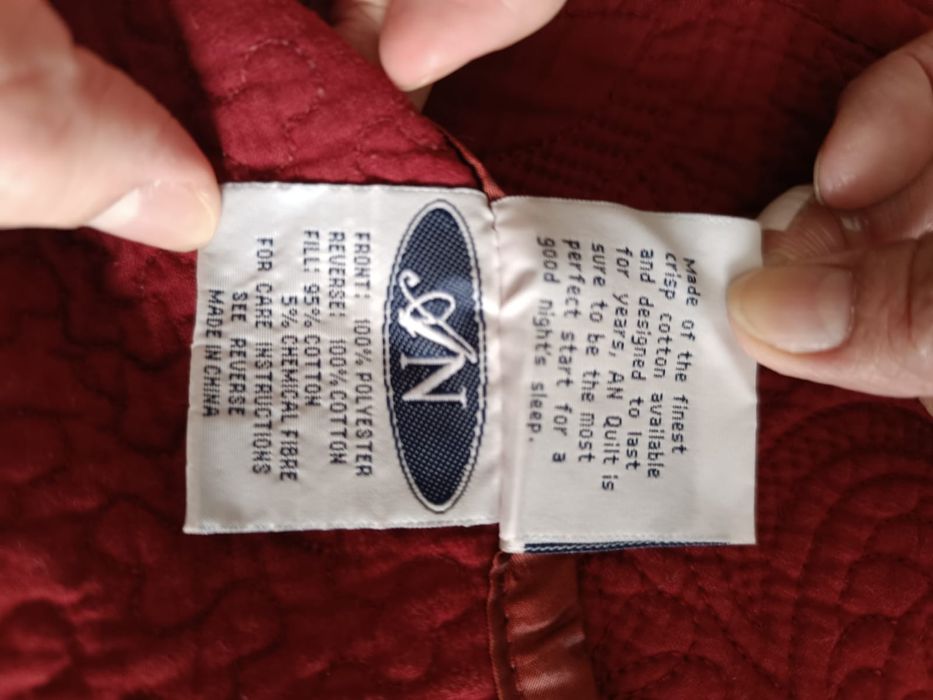 AN
FRONT: 100% POLYESTER
REVERSE: 100% COTTON
FILL: 95% COTTON
5% CHEMICAL FIBRE
FOR CARE INSTRUCTIONS
SEE REVERSE
MADE IN CHINA
Made of the finest
crisp cotton available
and designed to last
for years, AN Quilt is
sure to be the most
perfect start for a
good night's sleep.